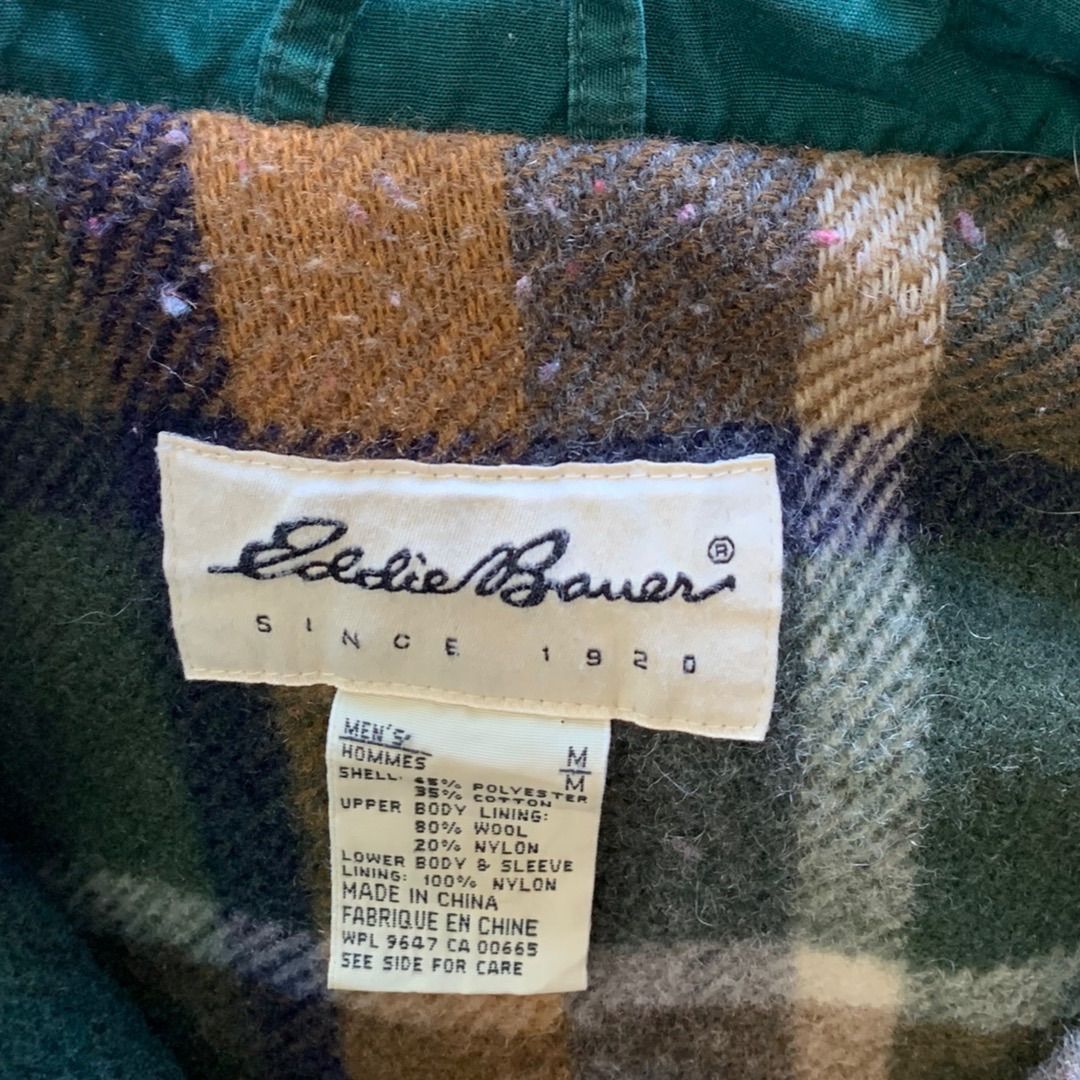 Eddie Bauer ®
SINCE 1920
MEN'S
HOMMES M
M
SHELL: 65% POLYESTER
35% COTTON
UPPER BODY LINING:
80% WOOL
20% NYLON
LOWER BODY & SLEEVE
LINING: 100% NYLON
MADE IN CHINA
FABRIQUE EN CHINE
WPL 9647 CA 00665
SEE SIDE FOR CARE